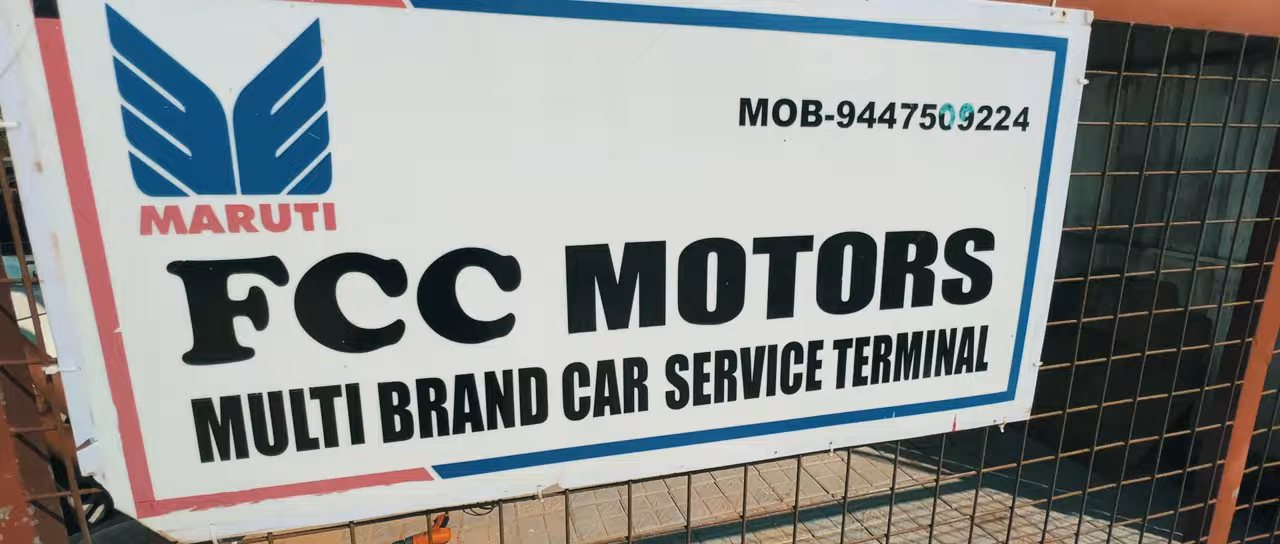 MARUTI
MOB-9447509224
FCC MOTORS
MULTI BRAND CAR SERVICE TERMINAL